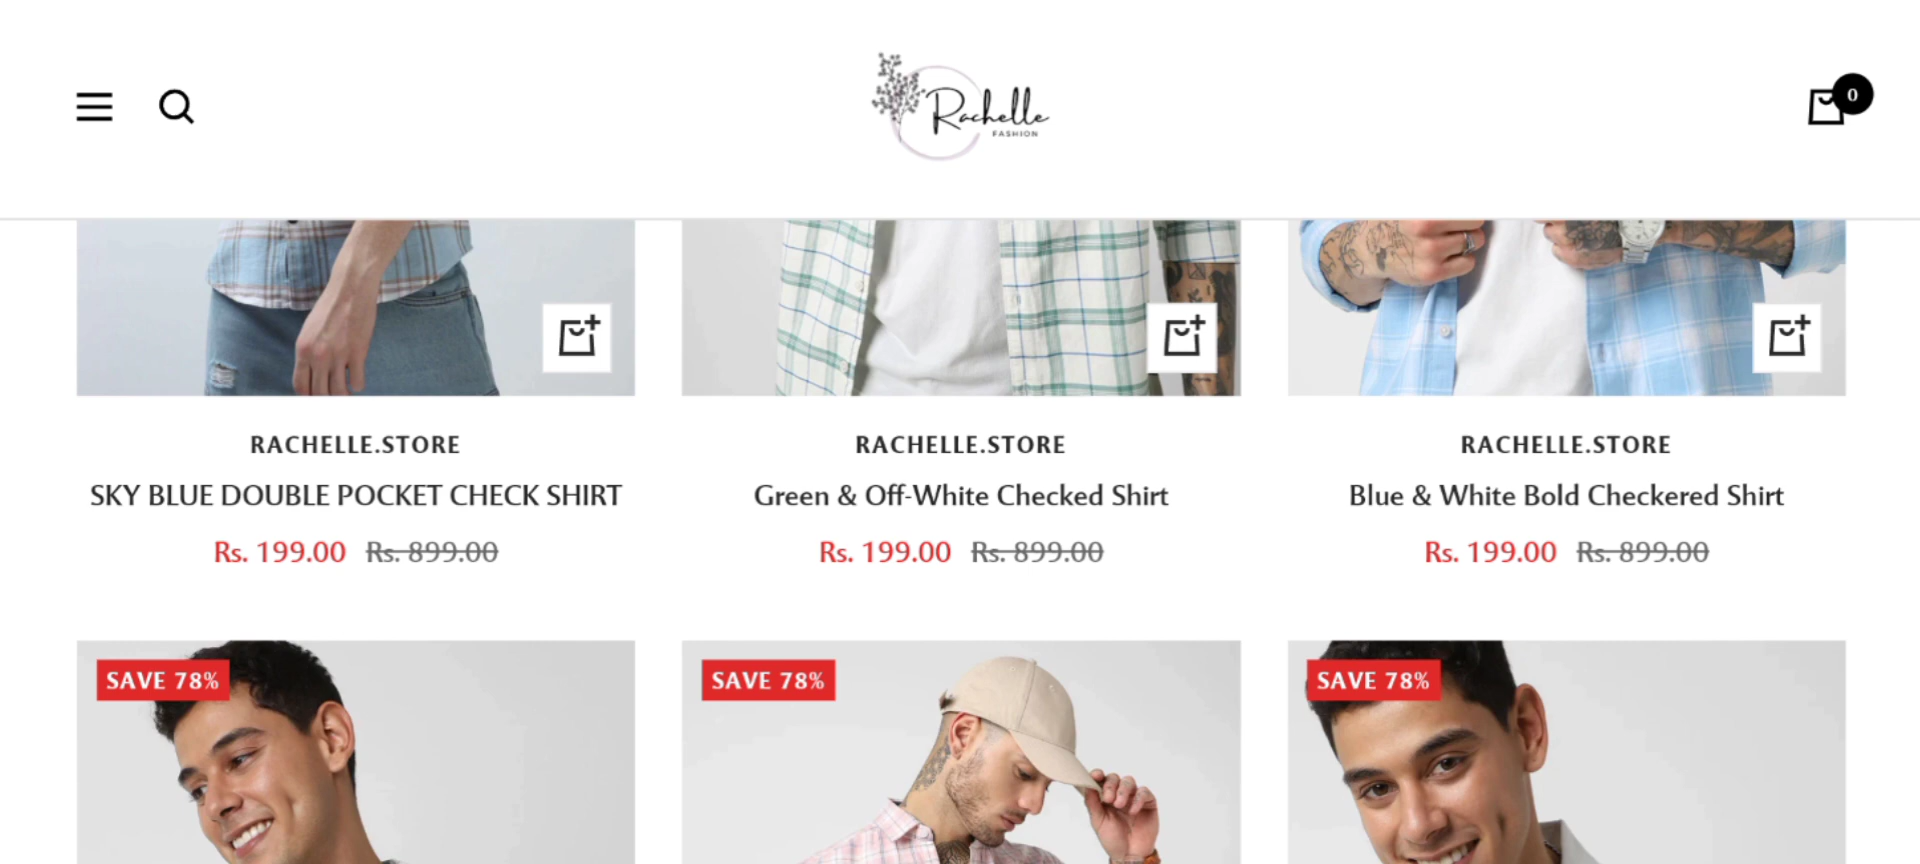 Rachelle
FASHION
0
RACHELLE.STORE
SKY BLUE DOUBLE POCKET CHECK SHIRT
Rs. 199.00 Rs. 899.00
RACHELLE.STORE
Green & Off-White Checked Shirt
Rs. 199.00 Rs. 899.00
RACHELLE.STORE
Blue & White Bold Checkered Shirt
Rs. 199.00 Rs. 899.00
SAVE 78%
SAVE 78%
SAVE 78%